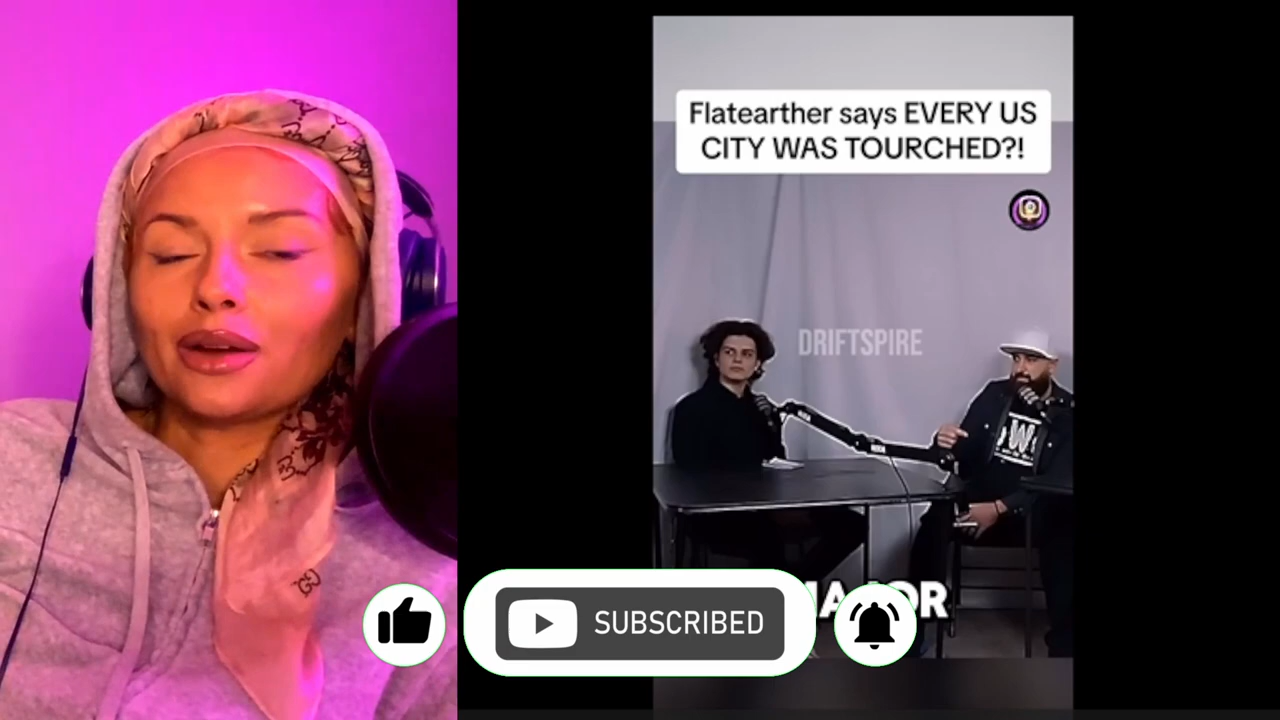 Flatearther says EVERY US
CITY WAS TOURCHED?!
DRIFTSPIRE
SUBSCRIBED